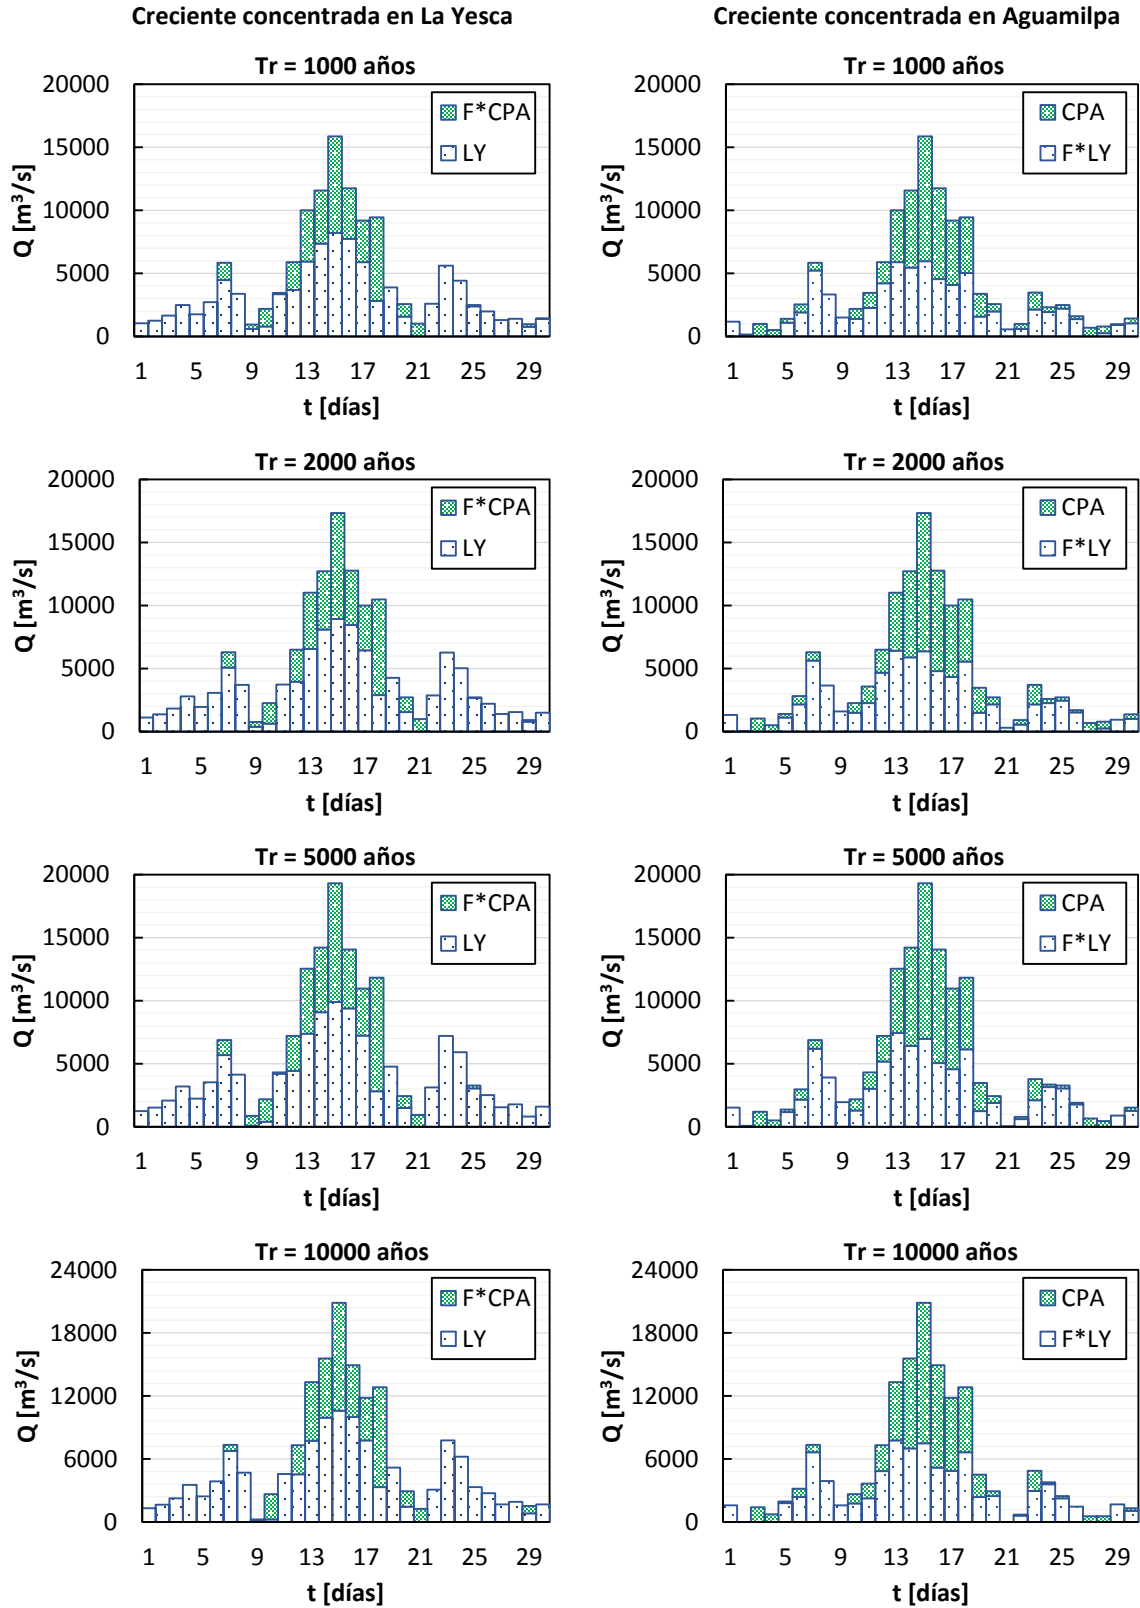 Creciente concentrada en La Yesca
Creciente concentrada en Aguamilpa
Tr = 1000 años
20000
15000
10000
5000
0
Q [m³/s]
F*CPA
LY
1 5 9 13 17 21 25 29
t [días]
Tr = 1000 años
20000
15000
10000
5000
0
Q [m³/s]
CPA
F*LY
1 5 9 13 17 21 25 29
t [días]
Tr = 2000 años
20000
15000
10000
5000
0
Q [m³/s]
F*CPA
LY
1 5 9 13 17 21 25 29
t [días]
Tr = 2000 años
20000
15000
10000
5000
0
Q [m³/s]
CPA
F*LY
1 5 9 13 17 21 25 29
t [días]
Tr = 5000 años
20000
15000
10000
5000
0
Q [m³/s]
F*CPA
LY
1 5 9 13 17 21 25 29
t [días]
Tr = 5000 años
20000
15000
10000
5000
0
Q [m³/s]
CPA
F*LY
1 5 9 13 17 21 25 29
t [días]
Tr = 10000 años
24000
18000
12000
6000
0
Q [m³/s]
F*CPA
LY
1 5 9 13 17 21 25 29
t [días]
Tr = 10000 años
24000
18000
12000
6000
0
Q [m³/s]
CPA
F*LY
1 5 9 13 17 21 25 29
t [días]